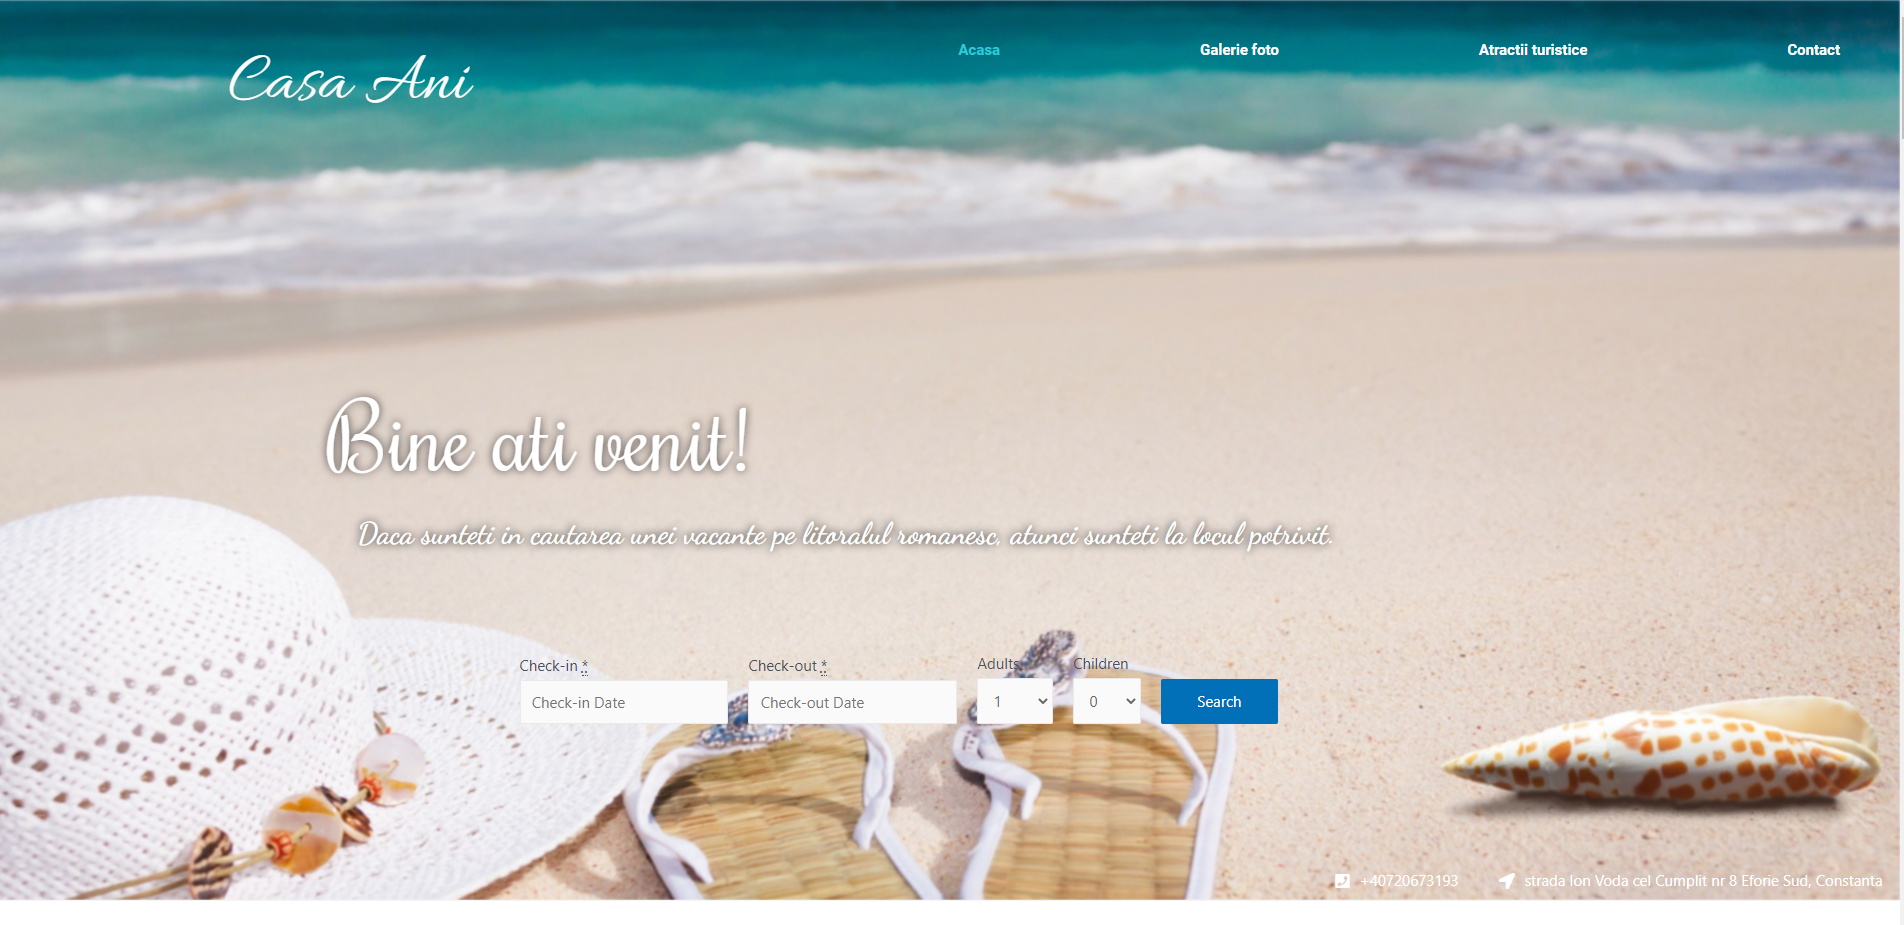 Casa Ani
Acasa
Galerie foto
Atractii turistice
Contact
Bine ati venit!
Daca sunteti in cautarea unei vacante pe litoralul romanesc, atunci sunteti la locul potrivit.
Check-in *
Check-out *
Adults
Children
Check-in Date
Check-out Date
1
0
Search
+40720673193
strada Ion Voda cel Cumplit nr 8 Eforie Sud, Constanta